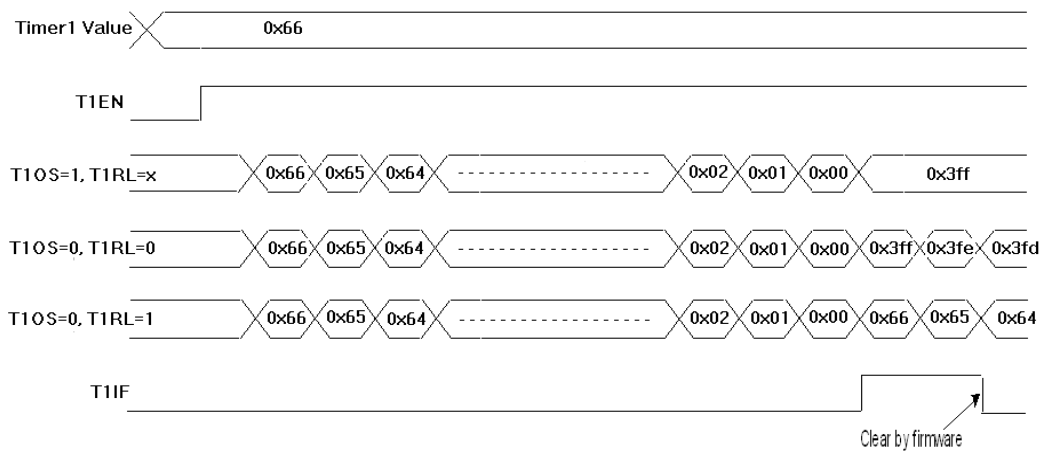 Timer1 Value 0x66
T1EN
T1OS=1, T1RL=x 0x66 0x65 0x64 0x02 0x01 0x00 0x3ff
T1OS=0, T1RL=0 0x66 0x65 0x64 0x02 0x01 0x00 0x3ff 0x3fe 0x3fd
T1OS=0, T1RL=1 0x66 0x65 0x64 0x02 0x01 0x00 0x66 0x65 0x64
T1IF
Clear by firmware